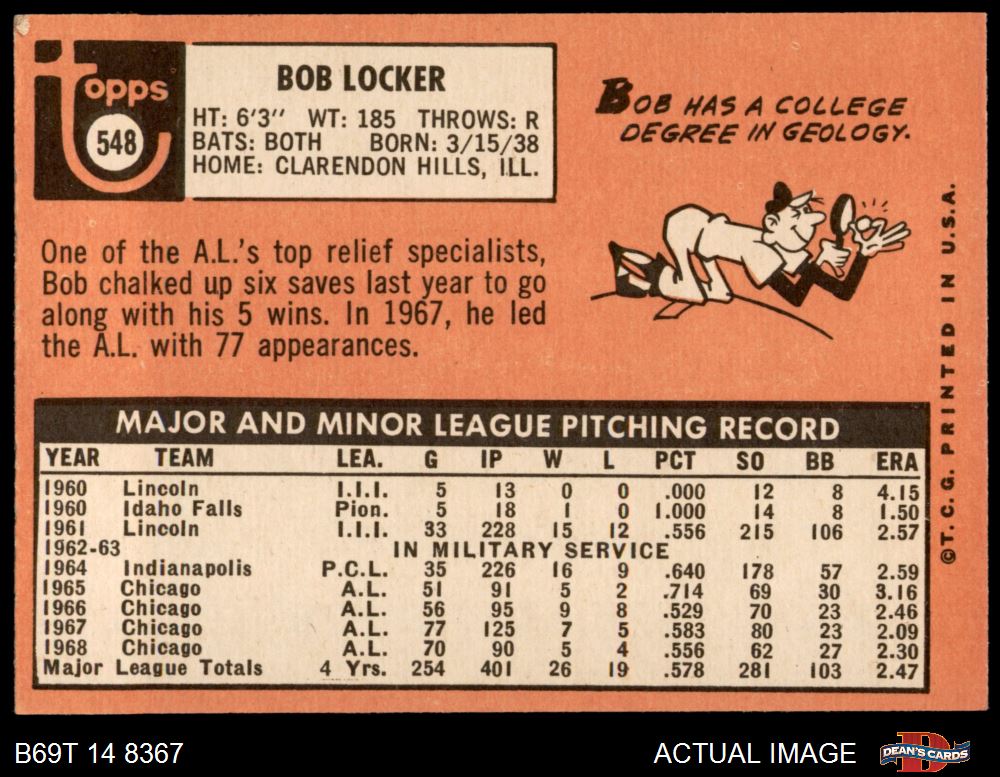 Topps
548
BOB LOCKER
HT: 6'3" WT: 185 THROWS: R
BATS: BOTH BORN: 3/15/38
HOME: CLARENDON HILLS, ILL.
BOB HAS A COLLEGE
DEGREE IN GEOLOGY.
One of the A.L.'s top relief specialists,
Bob chalked up six saves last year to go
along with his 5 wins. In 1967, he led
the A.L. with 77 appearances.
©T.C.G. PRINTED IN U.S.A.
MAJOR AND MINOR LEAGUE PITCHING RECORD
YEAR TEAM LEA. G IP W L PCT SO BB ERA
1960 Lincoln I.I.I. 5 13 0 0 .000 12 8 4.15
1960 Idaho Falls Pion. 5 18 1 0 1.000 14 8 1.50
1961 Lincoln I.I.I. 33 228 15 12 .556 215 106 2.57
1962-63 IN MILITARY SERVICE
1964 Indianapolis P.C.L. 35 226 16 9 .640 178 57 2.59
1965 Chicago A.L. 51 91 5 2 .714 69 30 3.16
1966 Chicago A.L. 56 95 9 8 .529 70 23 2.46
1967 Chicago A.L. 77 125 7 5 .583 80 23 2.09
1968 Chicago A.L. 70 90 5 4 .556 62 27 2.30
Major League Totals 4 Yrs. 254 401 26 19 .578 281 103 2.47
B69T 14 8367
ACTUAL IMAGE
D
DEAN'S CARDS